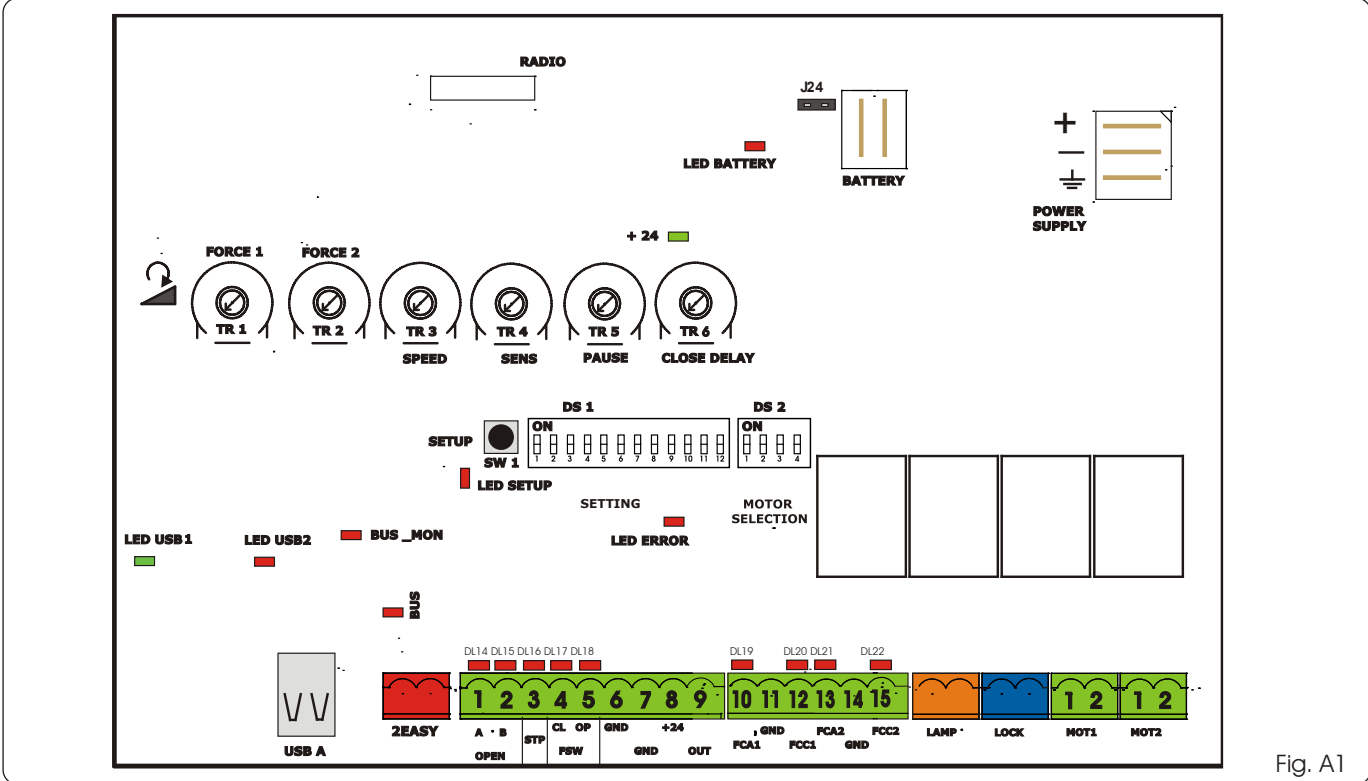 RADIO
J24
LED BATTERY
BATTERY
+
—
POWER
SUPPLY
+ 24
FORCE 1 FORCE 2
TR 1 TR 2 TR 3 TR 4 TR 5 TR 6
SPEED SENS PAUSE CLOSE DELAY
DS 1 DS 2
ON ON
1 2 3 4 5 6 7 8 9 10 11 12 1 2 3 4
SETUP
SW 1
LED SETUP
SETTING
MOTOR
SELECTION
LED ERROR
LED USB1 LED USB2 BUS _MON
BUS
DL14 DL15 DL16 DL17 DL18 DL19 DL20 DL21 DL22
1 2 3 4 5 6 7 8 9 10 11 12 13 14 15 1 2 1 2
2EASY
A B STP CL OP GND +24 GND FCA2 FCC2 LAMP LOCK MOT1 MOT2
OPEN FSW GND OUT FCA1 FCC1 GND
USB A
Fig. A1